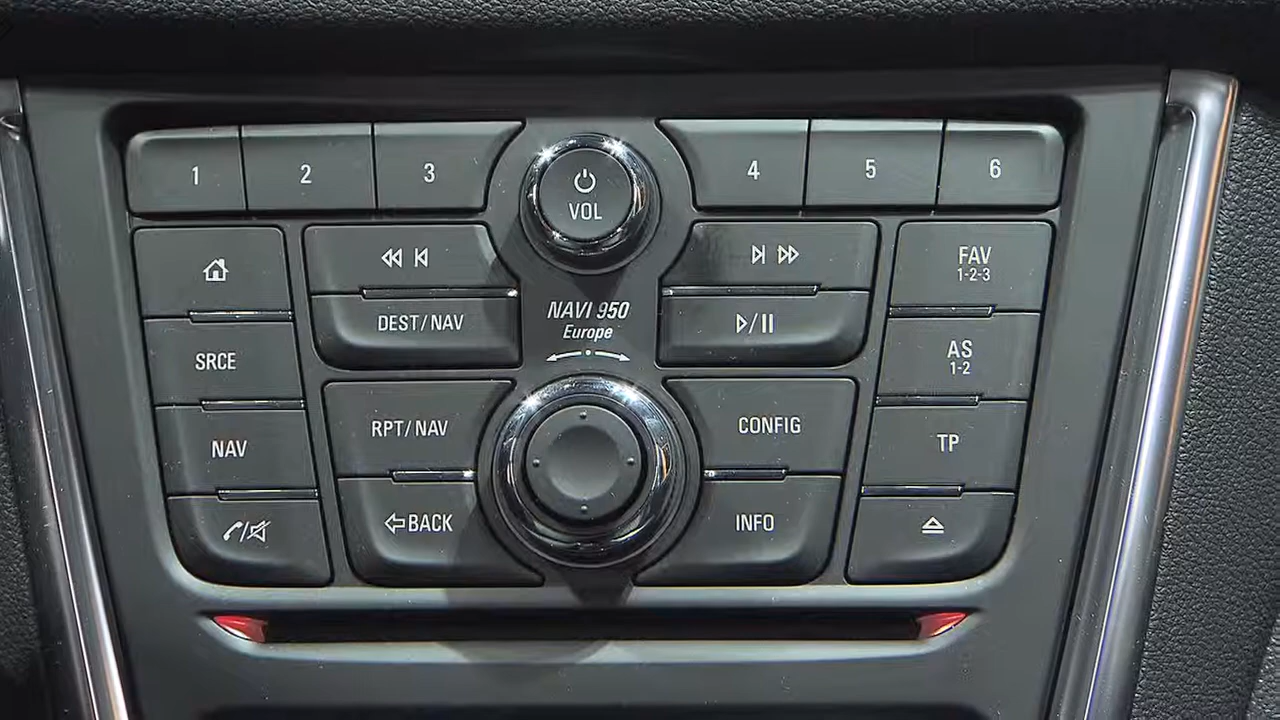 1 2 3 4 5 6
VOL
FAV
1-2-3
DEST/NAV
NAVI 950
Europe
SRCE
AS
1-2
RPT/NAV
CONFIG
NAV
TP
BACK
INFO